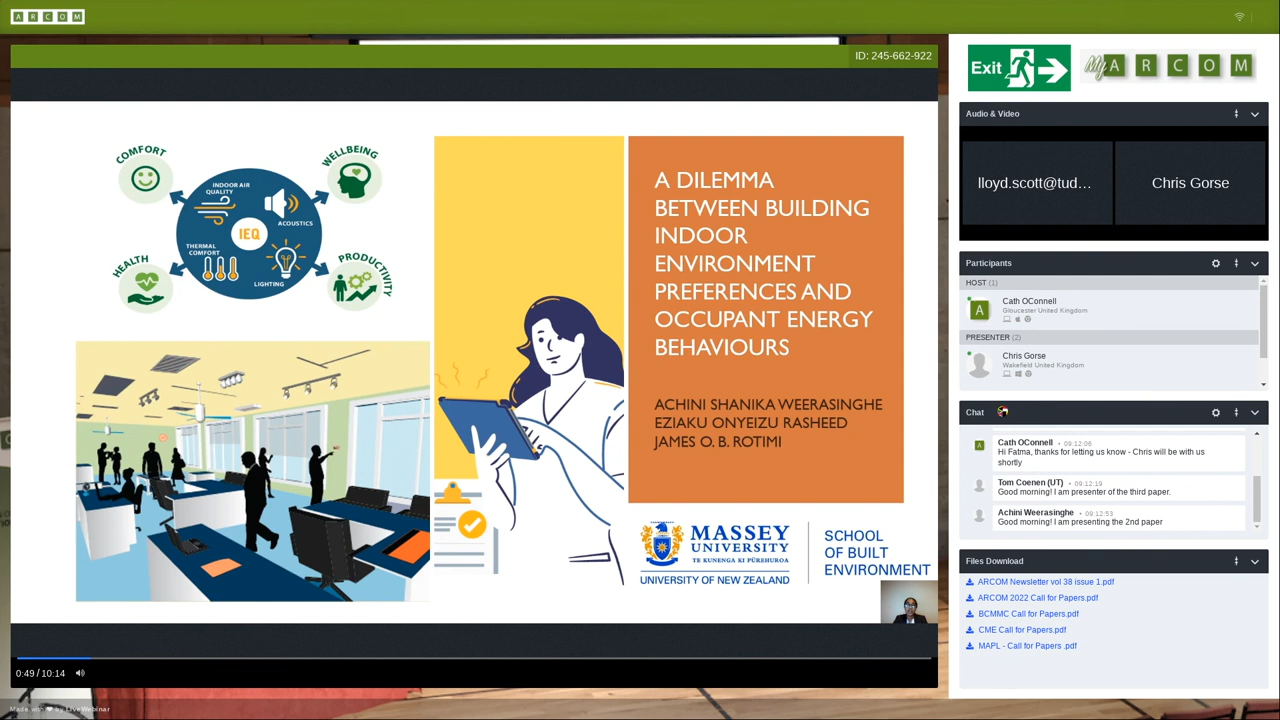 ARCOM
ID: 245-662-922
COMFORT
WELLBEING
INDOOR AIR
QUALITY
ACOUSTICS
IEQ
THERMAL
COMFORT
LIGHTING
HEALTH
PRODUCTIVITY
A DILEMMA
BETWEEN BUILDING
INDOOR
ENVIRONMENT
PREFERENCES AND
OCCUPANT ENERGY
BEHAVIOURS
ACHINI SHANIKA WEERASINGHE
EZIAKU ONYEIZU RASHEED
JAMES O. B. ROTIMI
MASSEY
UNIVERSITY
TE KUNENGA KI PŪREHUROA
UNIVERSITY OF NEW ZEALAND
SCHOOL
OF BUILT
ENVIRONMENT
0:49 / 10:14
Made with ❤ by LiveWebinar
Exit
My ARCOM
Audio & Video
lloyd.scott@tud...
Chris Gorse
Participants
HOST (1)
A
Cath OConnell
Gloucester United Kingdom
PRESENTER (2)
Chris Gorse
Wakefield United Kingdom
Chat
A
Cath OConnell • 09:12:06
Hi Fatma, thanks for letting us know - Chris will be with us
shortly
Tom Coenen (UT) • 09:12:19
Good morning! I am presenter of the third paper.
Achini Weerasinghe • 09:12:53
Good morning! I am presenting the 2nd paper
Files Download
ARCOM Newsletter vol 38 issue 1.pdf
ARCOM 2022 Call for Papers.pdf
BCMMC Call for Papers.pdf
CME Call for Papers.pdf
MAPL - Call for Papers .pdf